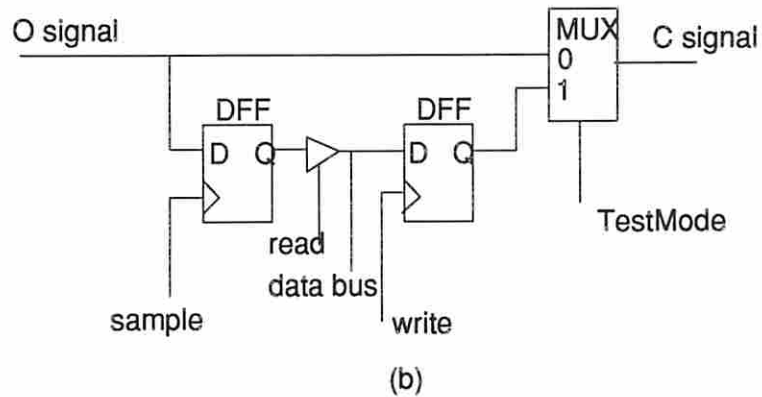 O signal
MUX
C signal
0
1
DFF
DFF
D Q
D Q
read
TestMode
data bus
sample
write
(b)